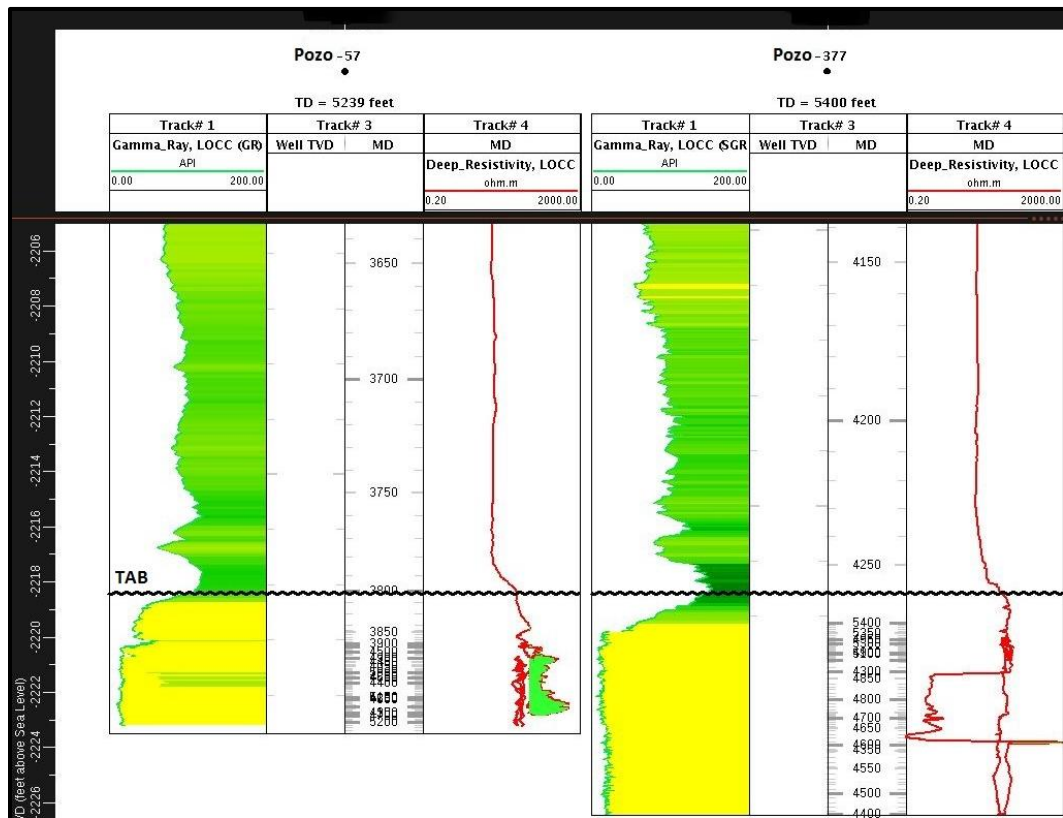 Pozo -57
Pozo -377
TD = 5239 feet
TD = 5400 feet
Track# 1
Track# 3
Track# 4
Track# 1
Track# 3
Track# 4
Gamma_Ray, LOCC (GR)
Well TVD
MD
MD
Gamma_Ray, LOCC (SGR
Well TVD
MD
MD
API
Deep_Resistivity, LOCC
API
Deep_Resistivity, LOCC
ohm.m
ohm.m
0.00
200.00
0.20
2000.00
0.00
200.00
0.20
2000.00
-2206
-2208
-2210
-2212
-2214
-2216
-2218
-2220
-2222
-2224
-2226
VD (feet above Sea Level)
TAB
3650
3700
3750
3800
3850
3900
5200
4150
4200
4250
5400
4800
4700
4650
4600
4550
4500
4400